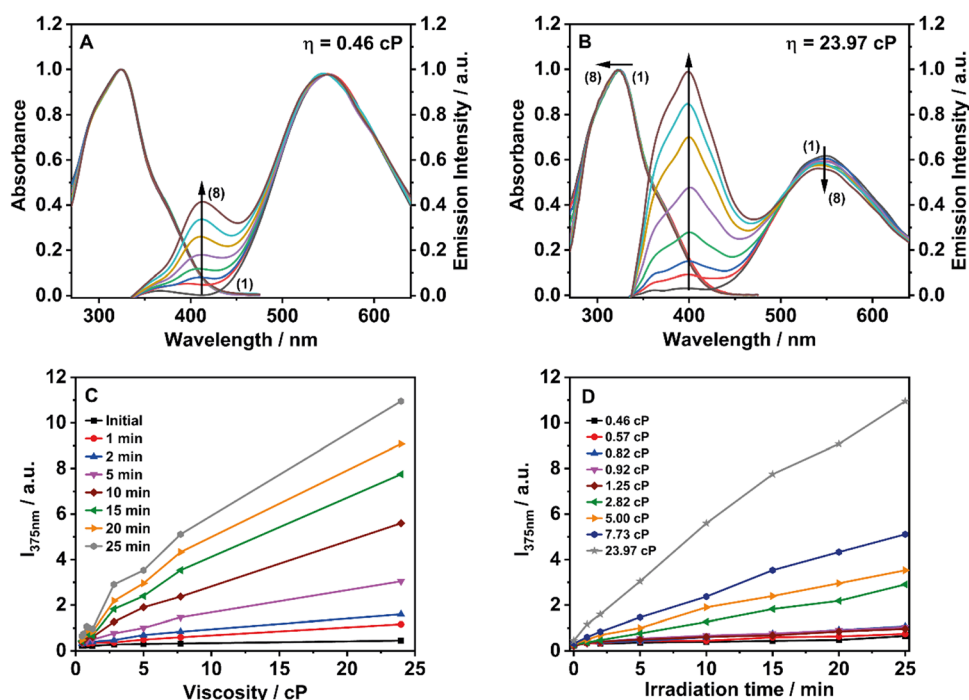 A
η = 0.46 cP
1.2
1.0
0.8
0.6
0.4
0.2
0.0
Absorbance
1.2
1.0
0.8
0.6
0.4
0.2
0.0
Emission Intensity / a.u.
(8)
(1)
300 400 500 600
Wavelength / nm
B
η = 23.97 cP
1.2
1.0
0.8
0.6
0.4
0.2
0.0
Absorbance
1.2
1.0
0.8
0.6
0.4
0.2
0.0
Emission Intensity / a.u.
(8) (1)
(1)
(8)
300 400 500 600
Wavelength / nm
C
12
10
8
6
4
2
0
I375nm / a.u.
Initial
1 min
2 min
5 min
10 min
15 min
20 min
25 min
0 5 10 15 20 25
Viscosity / cP
D
12
10
8
6
4
2
0
I375nm / a.u.
0.46 cP
0.57 cP
0.82 cP
0.92 cP
1.25 cP
2.82 cP
5.00 cP
7.73 cP
23.97 cP
0 5 10 15 20 25
Irradiation time / min